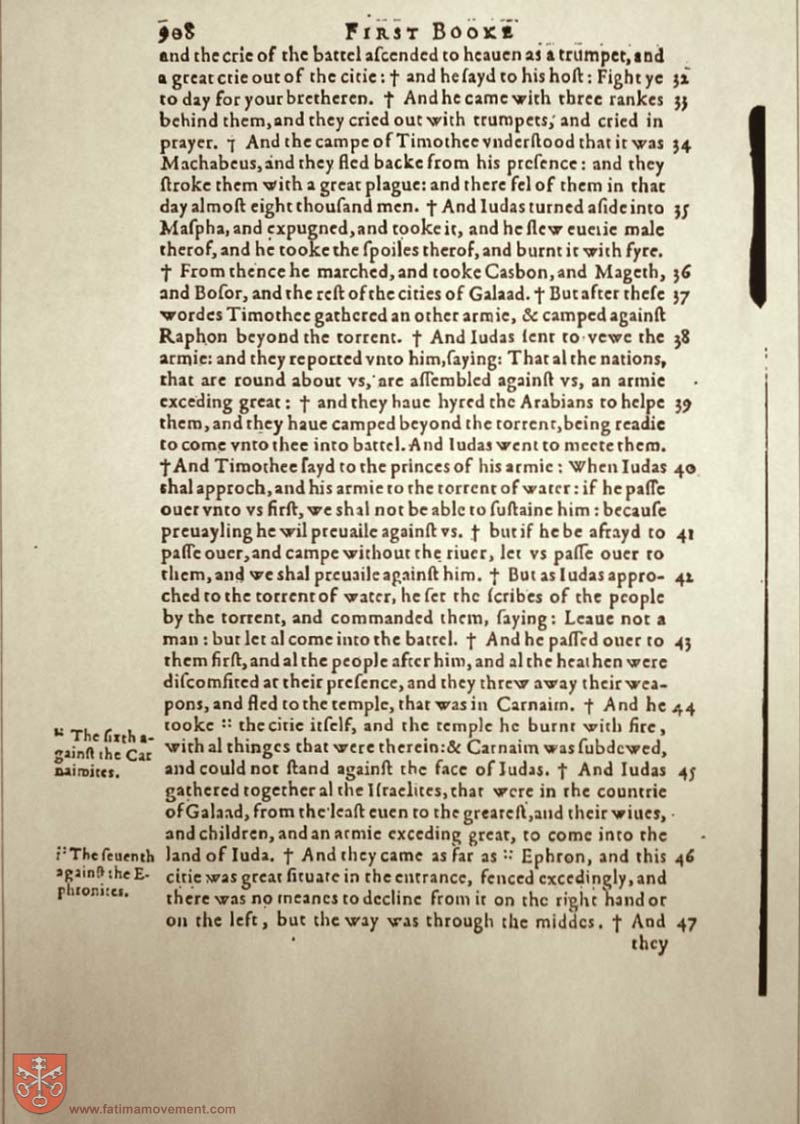 908 FIRST BOOKE
and the crie of the battel aſcended to heauen as a trumpet, and
a great crie out of the citie: † and he ſayd to his hoſt: Fight ye 32
to day for your bretheren. † And he came with three rankes 33
behind them, and they cried out with trumpets, and cried in
prayer. † And the campe of Timothee vnderſtood that it was 34
Machabeus, and they fled backe from his preſence: and they
ſtroke them with a great plague: and there fel of them in that
day almoſt eight thouſand men. † And Iudas turned aſide into 35
Maſpha, and expugned, and tooke it, and he ſlew euerie male
therof, and he tooke the ſpoiles therof, and burnt it with fyre.
† From thence he marched, and tooke Casbon, and Mageth, 36
and Boſor, and the reſt of the cities of Galaad. † But after theſe 37
wordes Timothee gathered an other armie, & camped againſt
Raphon beyond the torrent. † And Iudas ſent to vewe the 38
armie: and they reported vnto him, ſaying: That al the nations,
that are round about vs, are aſſembled againſt vs, an armie
exceding great: † and they haue hyred the Arabians to helpe 39
them, and they haue camped beyond the torrent, being readie
to come vnto thee into battel. And Iudas went to meete them.
† And Timothee ſayd to the princes of his armie: When Iudas 40
shal approch, and his armie to the torrent of water: if he paſſe
ouer vnto vs firſt, we shal not be able to ſuſtaine him: becauſe
preuayling he wil preuaile againſt vs. † but if he be afrayd to 41
paſſe ouer, and campe without the riuer, let vs paſſe ouer to
them, and we shal preuaile againſt him. † But as Iudas appro- 42
ched to the torrent of water, he ſet the ſcribes of the people
by the torrent, and commanded them, ſaying: Leaue not a
man: but let al come into the battel. † And he paſſed ouer to 43
them firſt, and al the people after him, and al the heathen were
diſcomfited at their preſence, and they threw away their wea-
pons, and fled to the temple, that was in Carnaim. † And he 44
tooke :: the citie itſelf, and the temple he burnt with fire,
with al thinges that were therein: & Carnaim was ſubdewed,
and could not ſtand againſt the face of Iudas. † And Iudas 45
gathered together al the Iſraelites, that were in the countrie
of Galaad, from the leaſt euen to the greateſt, and their wiues,
and children, and an armie exceding great, to come into the
land of Iuda. † And they came as far as :: Ephron, and this 46
citie was great ſituate in the entrance, fenced excedingly, and
there was no meanes to decline from it on the right hand or
on the left, but the way was through the middes. † And 47
they
:: The ſixth a-
gainſt the Car
naimites.
:: The ſeuenth
againſt the E-
phronites.
www.fatimamovement.com